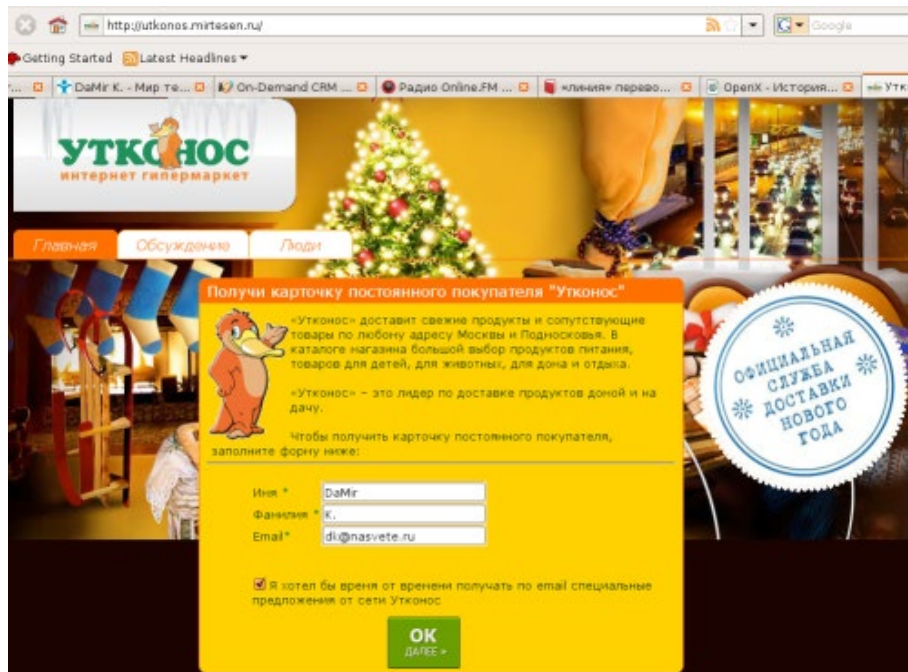 http://utkonos.mirtesen.ru/
Google
Getting Started Latest Headlines
DaMir K. - Мир те...
On-Demand CRM ...
Радио Online.FM ...
«линия» перево...
OpenX - История...
Утк
УТКОНОС
интернет гипермаркет
Главная Обсуждение Люди
Получи карточку постоянного покупателя "Утконос"
«Утконос» доставит свежие продукты и сопутствующие
товары по любому адресу Москвы и Подмосковья. В
каталоге магазина большой выбор продуктов питания,
товаров для детей, для животных, для дона и отдыха.
«Утконос» – это лидер по доставке продуктов доной и на
дачу.
Чтобы получить карточку постоянного покупателя,
заполните форму ниже:
Имя * DaMir
Фамилия * K.
Email* dk@nasvete.ru
Я хотел бы время от времени получать по email специальные
предложения от сети Утконос
ОК
ДАЛЕЕ »
ОФИЦИАЛЬНАЯ
СЛУЖБА
ДОСТАВКИ
НОВОГО
ГОДА